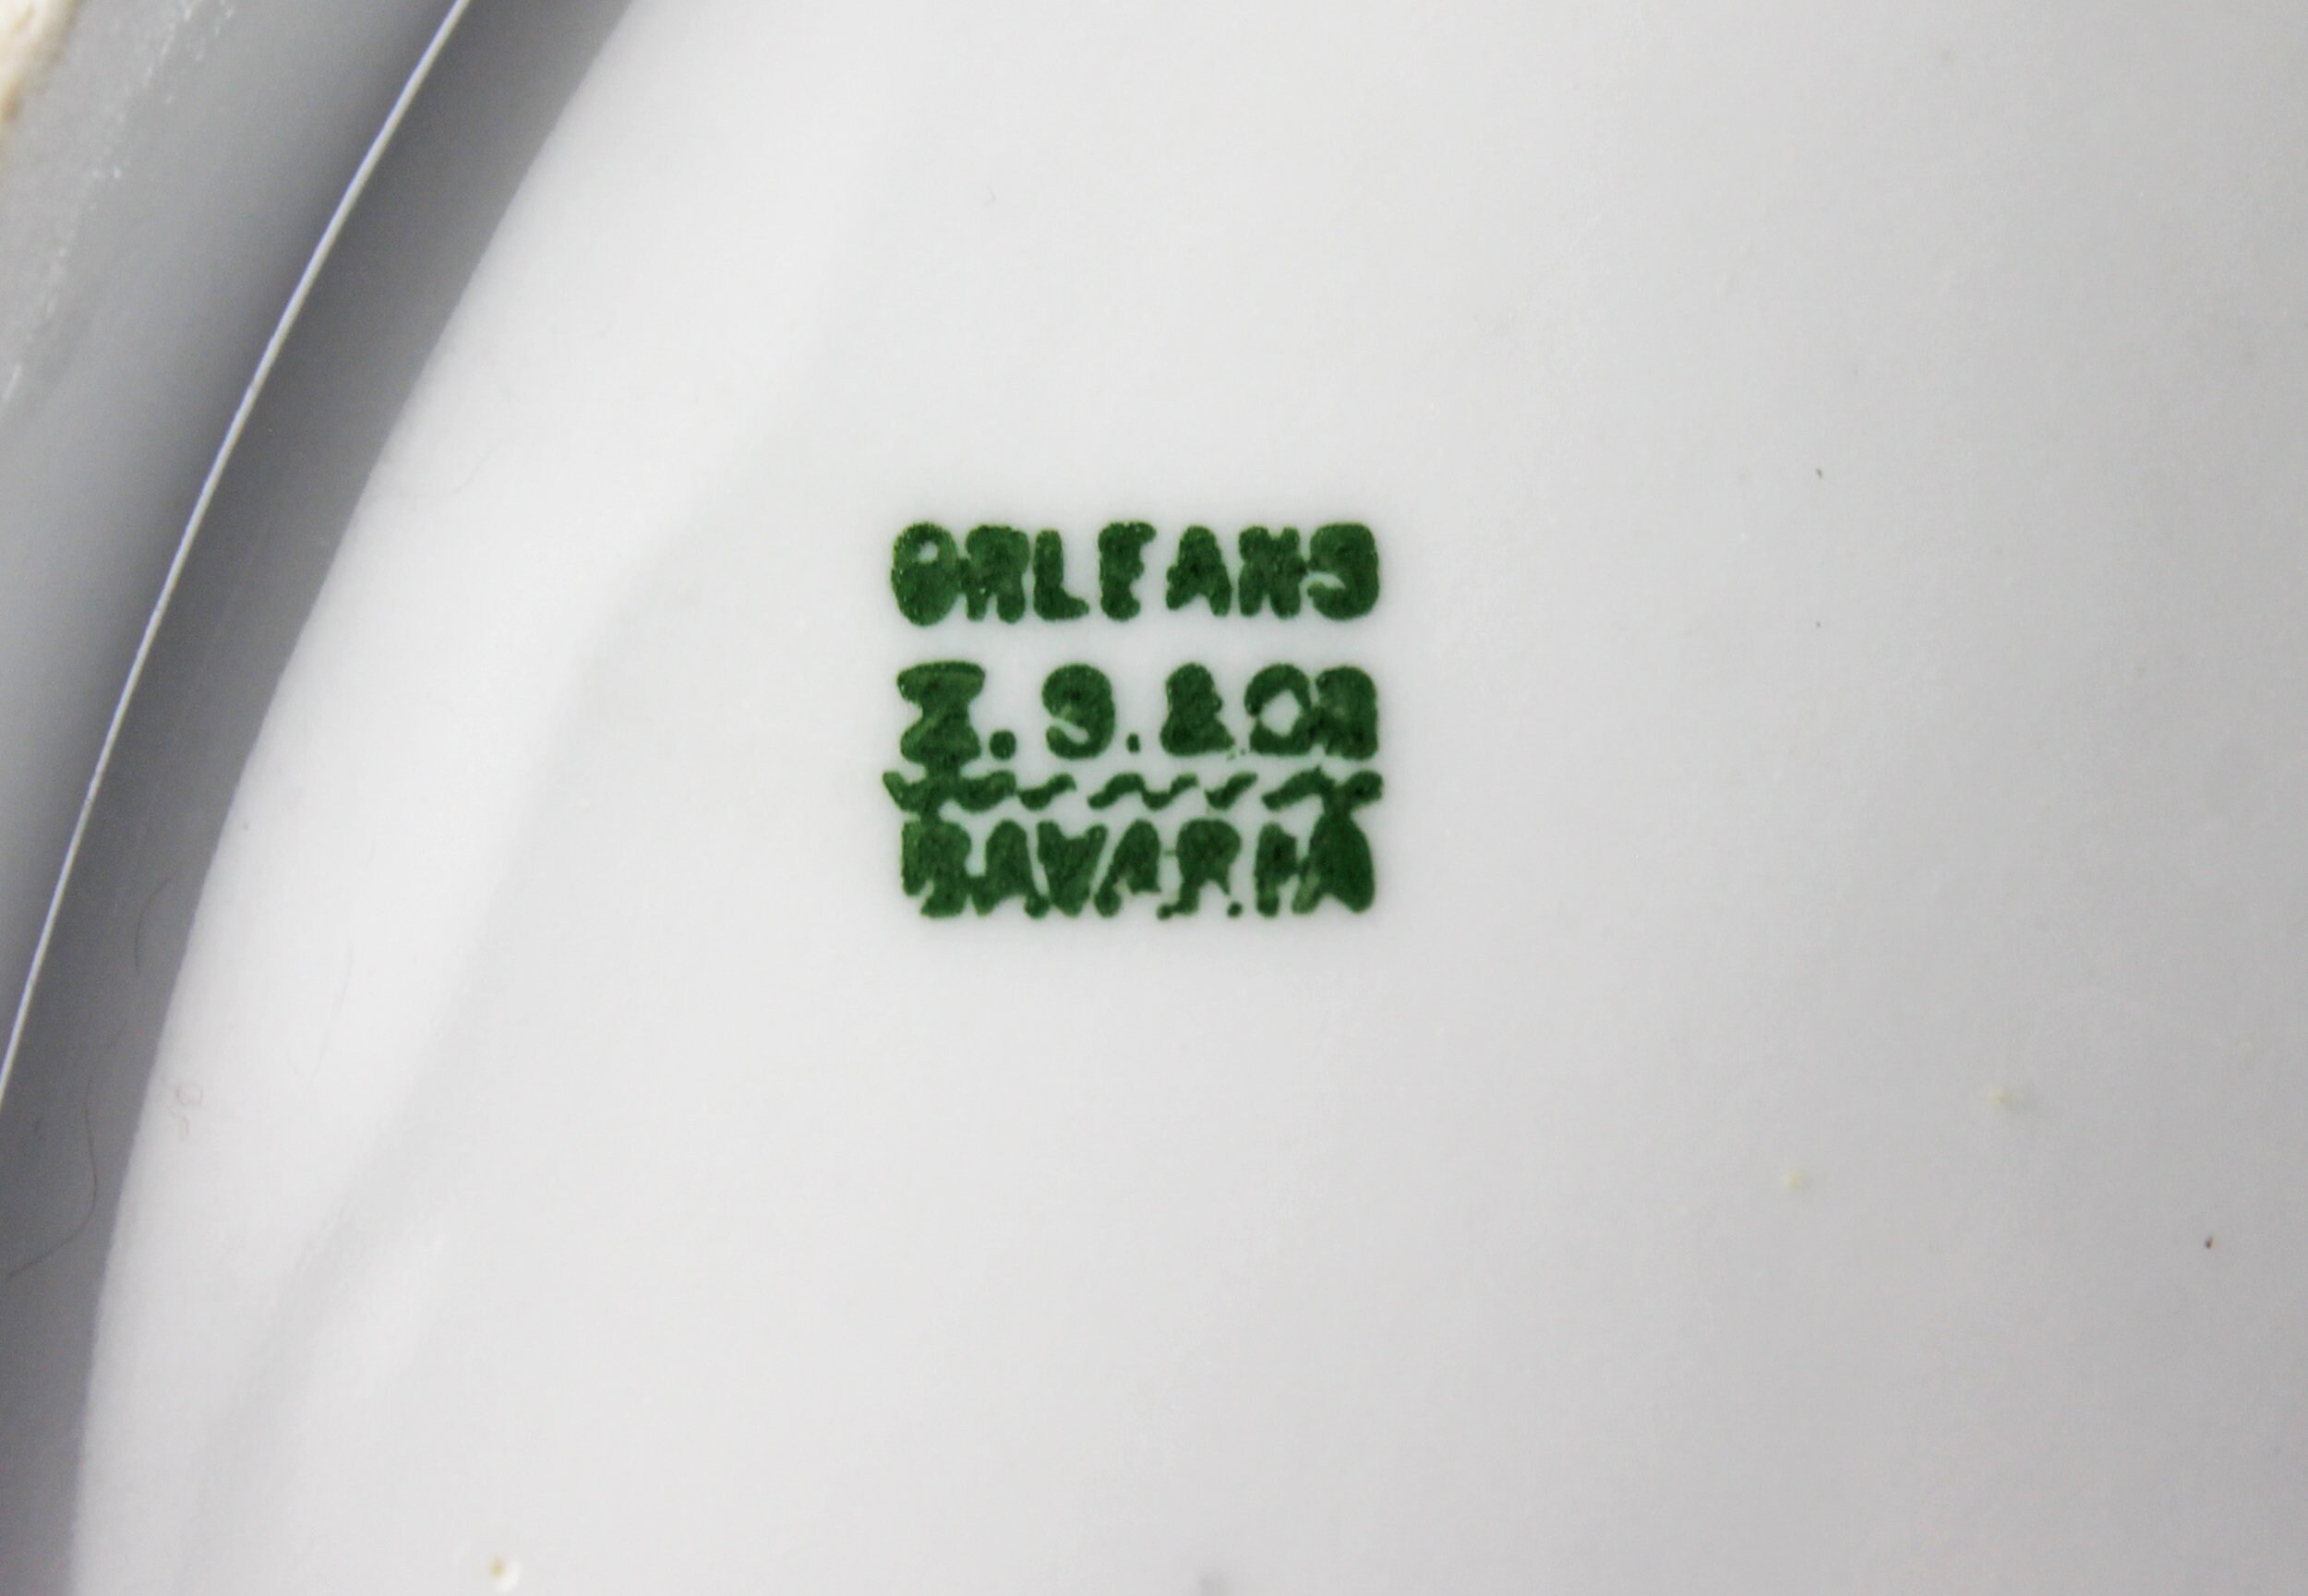 ORLEANS
Z. S. & Co
BAVARIA